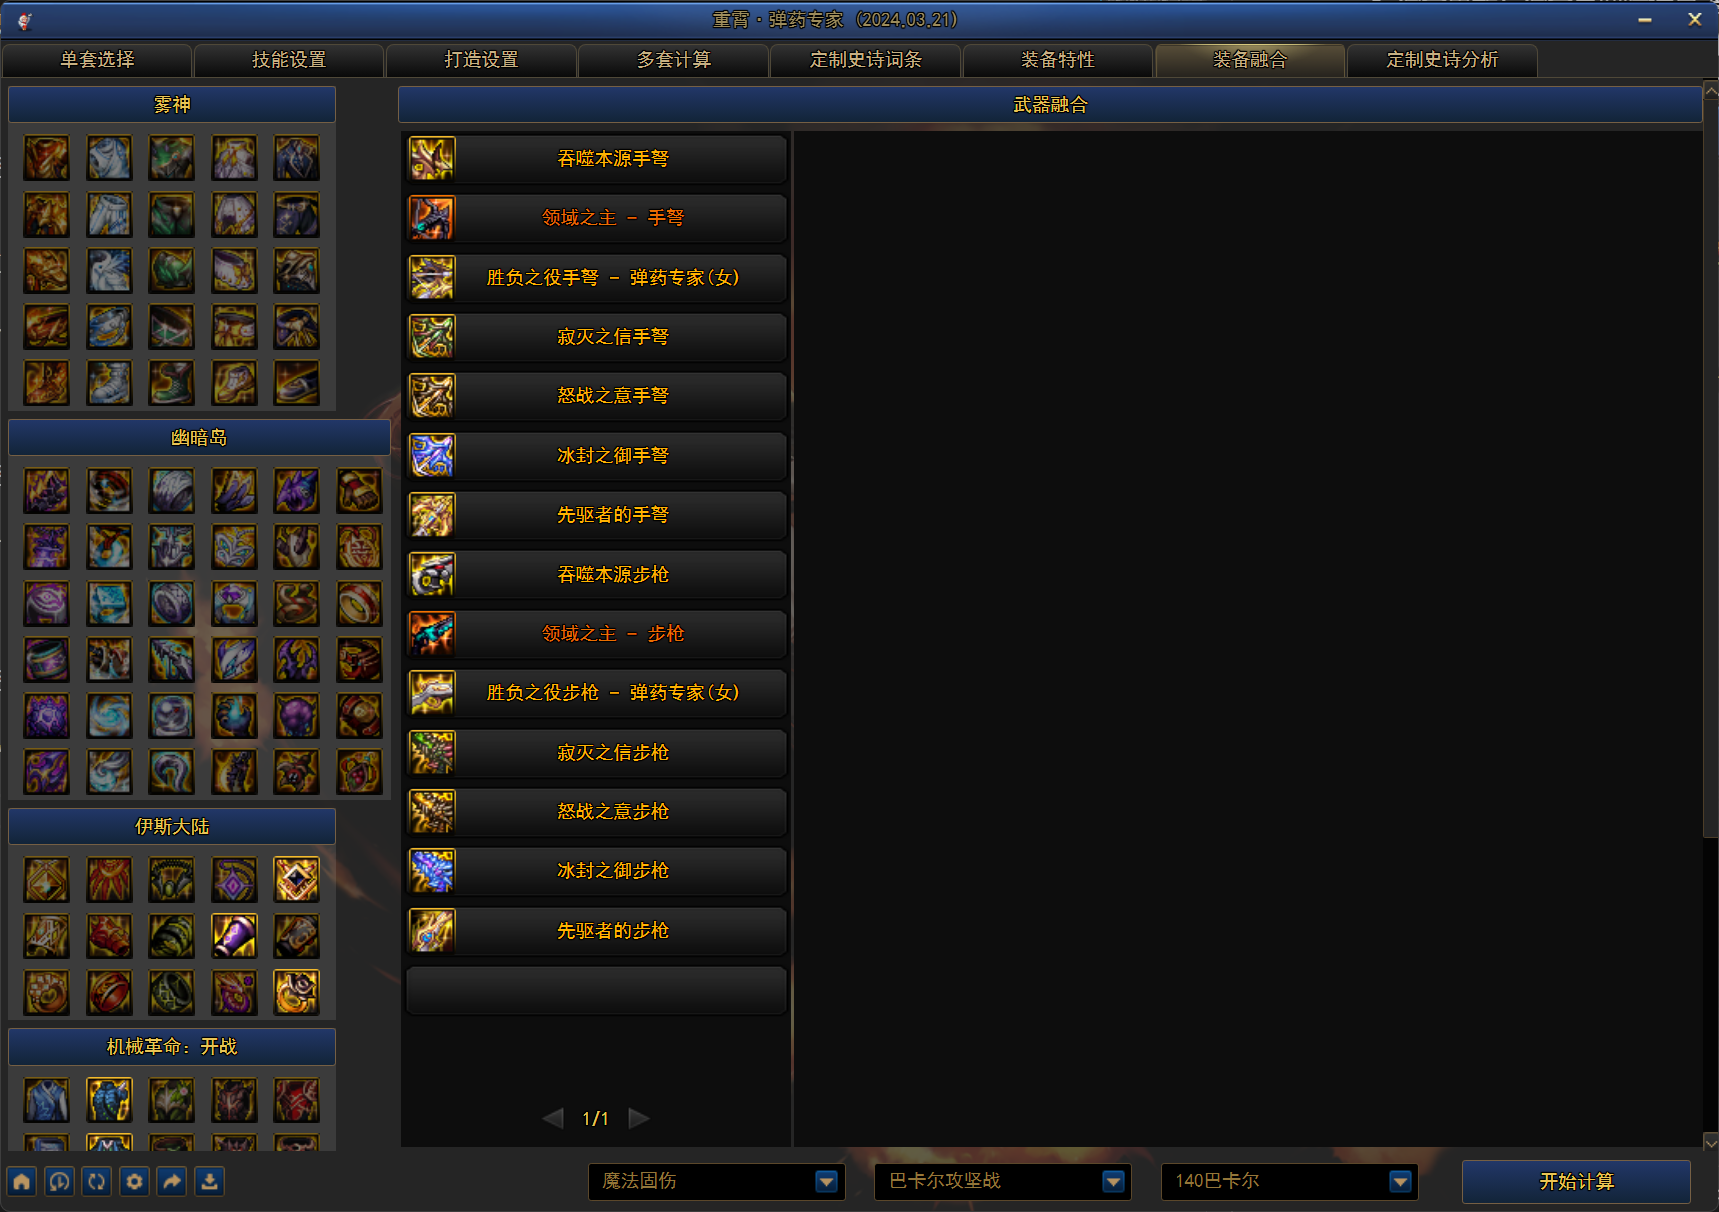 重霄·弹药专家 (2024.03.21)
单套选择 技能设置 打造设置 多套计算 定制史诗词条 装备特性 装备融合 定制史诗分析
雾神
武器融合
吞噬本源手弩
领域之主 - 手弩
胜负之役手弩 - 弹药专家(女)
寂灭之信手弩
怒战之意手弩
冰封之御手弩
先驱者的手弩
吞噬本源步枪
领域之主 - 步枪
胜负之役步枪 - 弹药专家(女)
寂灭之信步枪
怒战之意步枪
冰封之御步枪
先驱者的步枪
1/1
幽暗岛
伊斯大陆
机械革命：开战
魔法固伤 巴卡尔攻坚战 140巴卡尔 开始计算